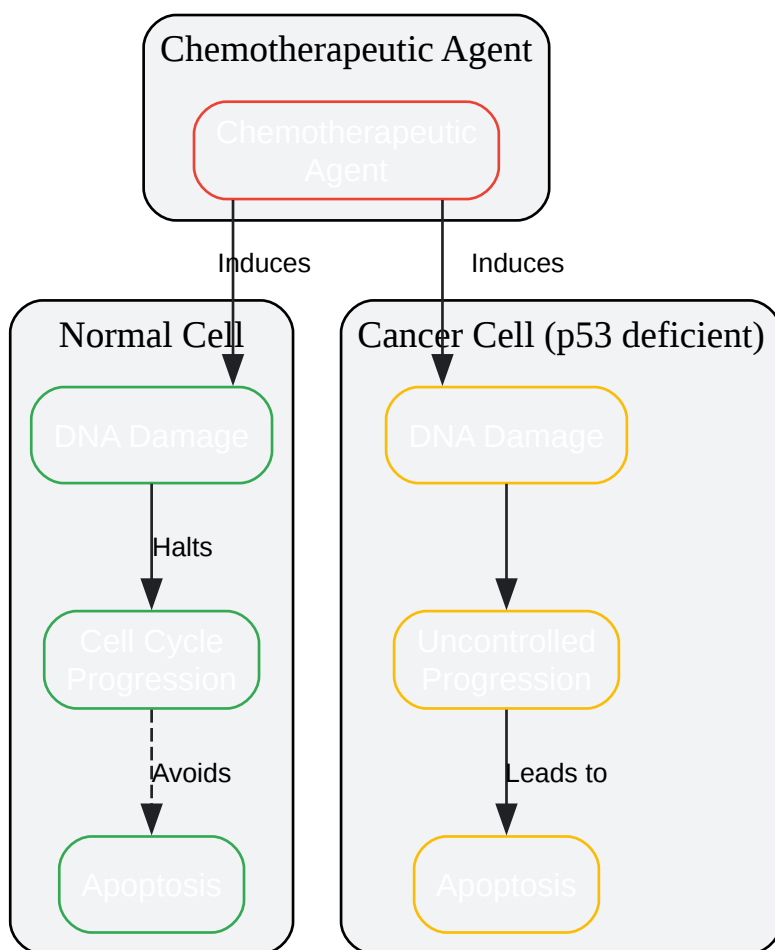 Chemotherapeutic Agent
Chemotherapeutic
Agent
Induces
Induces
Normal Cell
Cancer Cell (p53 deficient)
DNA Damage
DNA Damage
Halts
Cell Cycle
Progression
Uncontrolled
Progression
Avoids
Leads to
Apoptosis
Apoptosis